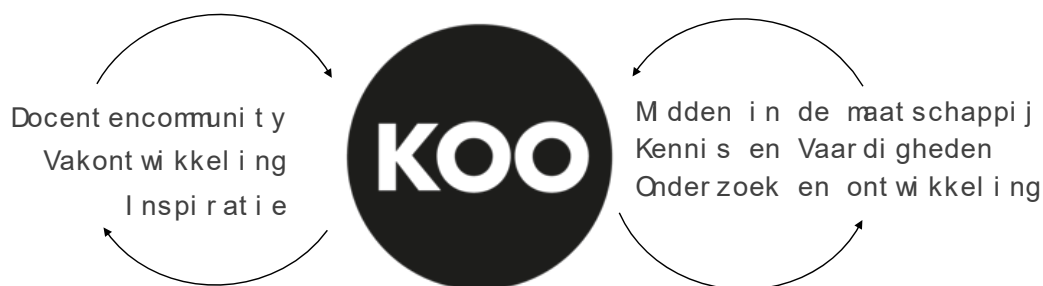 Docentencommunity
Vakontwikkeling
Inspiratie
KOO
Midden in de maatschappij
Kennis en Vaardigheden
Onderzoek en ontwikkeling